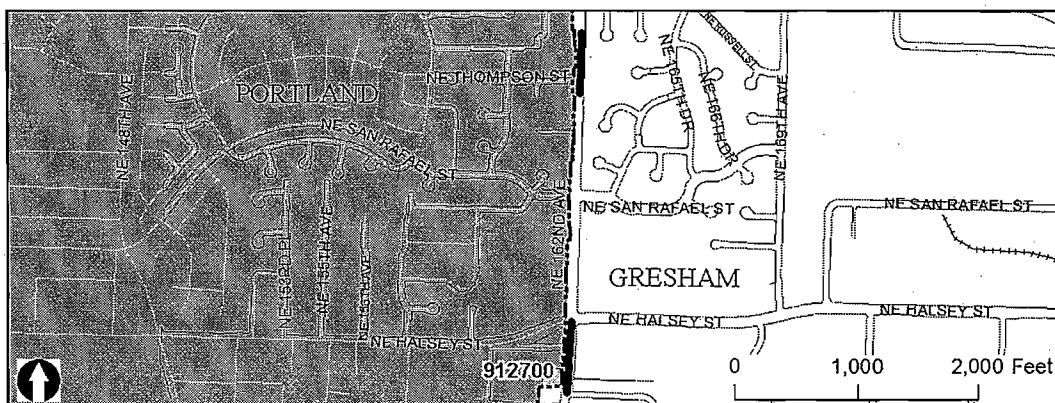 NE RUSSELL ST
NE THOMPSON ST
PORTLAND
NE 148TH AVE
NE SAN RAFAEL ST
NE 165TH DR
NE 166TH DR
NE 169TH AVE
NE 162ND AVE
NE SAN RAFAEL ST
NE SAN RAFAEL ST
NE 153RD PL
NE 155TH AVE
GRESHAM
NE HALSEY ST
NE HALSEY ST
NE HALSEY ST
912700
0 1,000 2,000 Feet